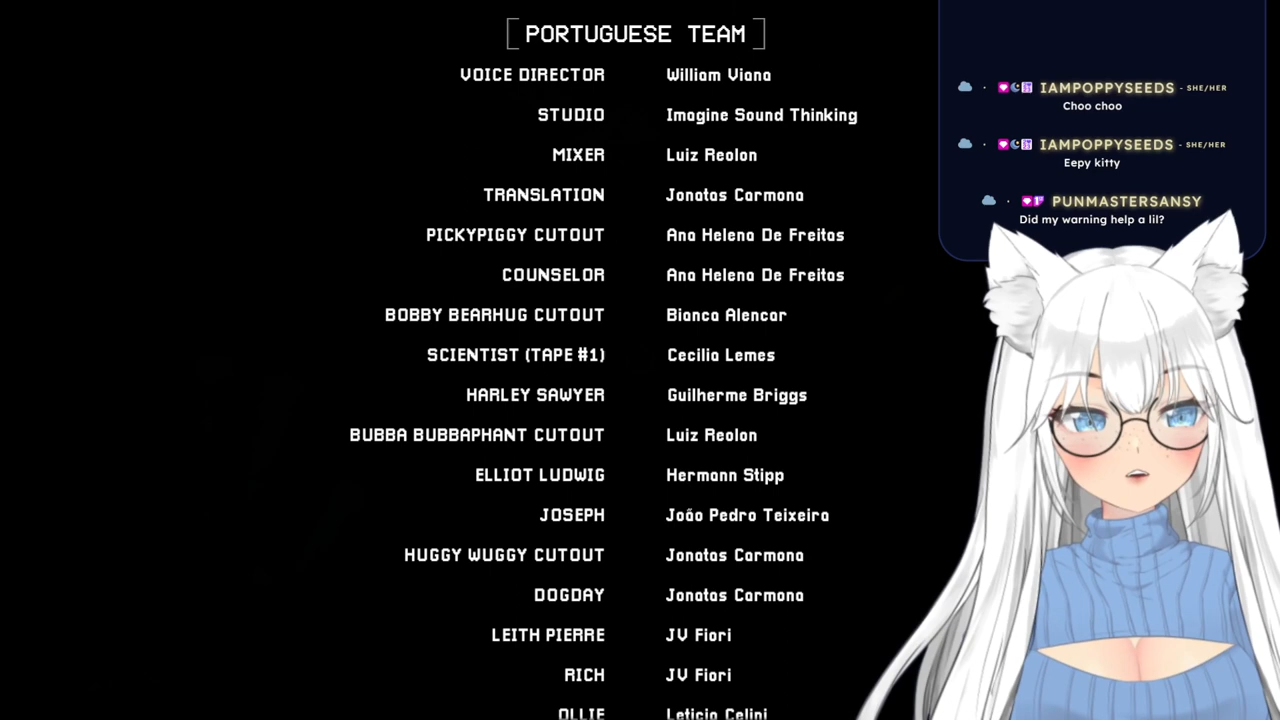 PORTUGUESE TEAM
VOICE DIRECTOR William Viana
STUDIO Imagine Sound Thinking
MIXER Luiz Reolon
TRANSLATION Jonatas Carmona
PICKYPIGGY CUTOUT Ana Helena De Freitas
COUNSELOR Ana Helena De Freitas
BOBBY BEARHUG CUTOUT Bianca Alencar
SCIENTIST (TAPE #1) Cecilia Lemes
HARLEY SAWYER Guilherme Briggs
BUBBA BUBBAPHANT CUTOUT Luiz Reolon
ELLIOT LUDWIG Hermann Stipp
JOSEPH João Pedro Teixeira
HUGGY WUGGY CUTOUT Jonatas Carmona
DOGDAY Jonatas Carmona
LEITH PIERRE JV Fiori
RICH JV Fiori
OLLIE Leticia Celini
IAMPOPPYSEEDS - SHE/HER
Choo choo
IAMPOPPYSEEDS - SHE/HER
Eepy kitty
PUNMASTERSANSY
Did my warning help a lil?